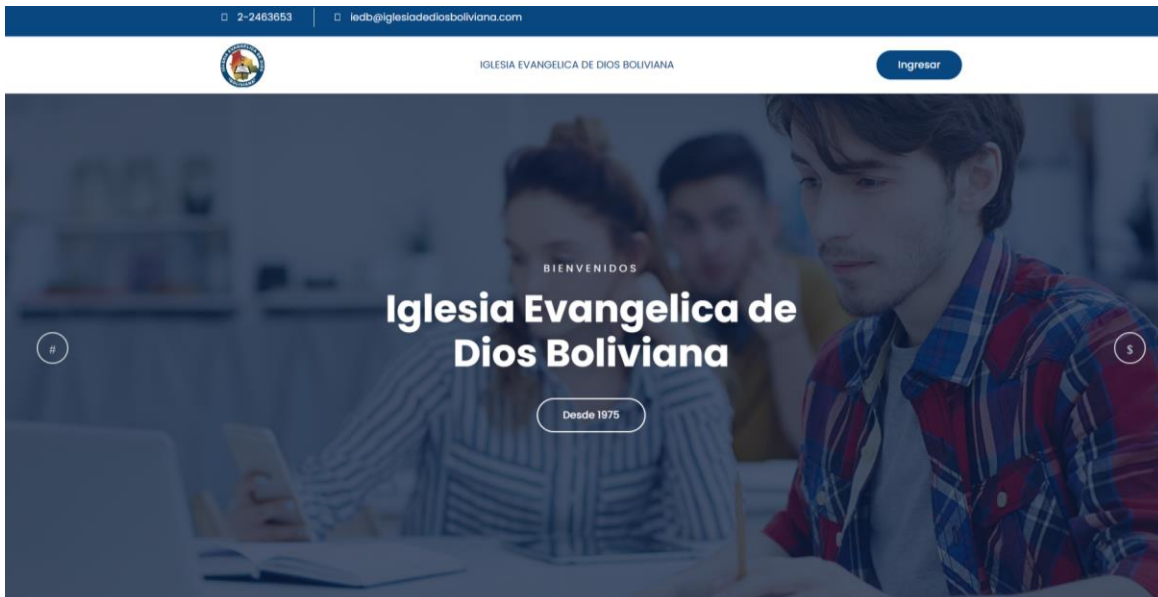 2-2463653
iedb@iglesiadediosboliviana.com
IGLESIA EVANGELICA DE DIOS BOLIVIANA
Ingresar
BIENVENIDOS
Iglesia Evangelica de
Dios Boliviana
#
$
Desde 1975